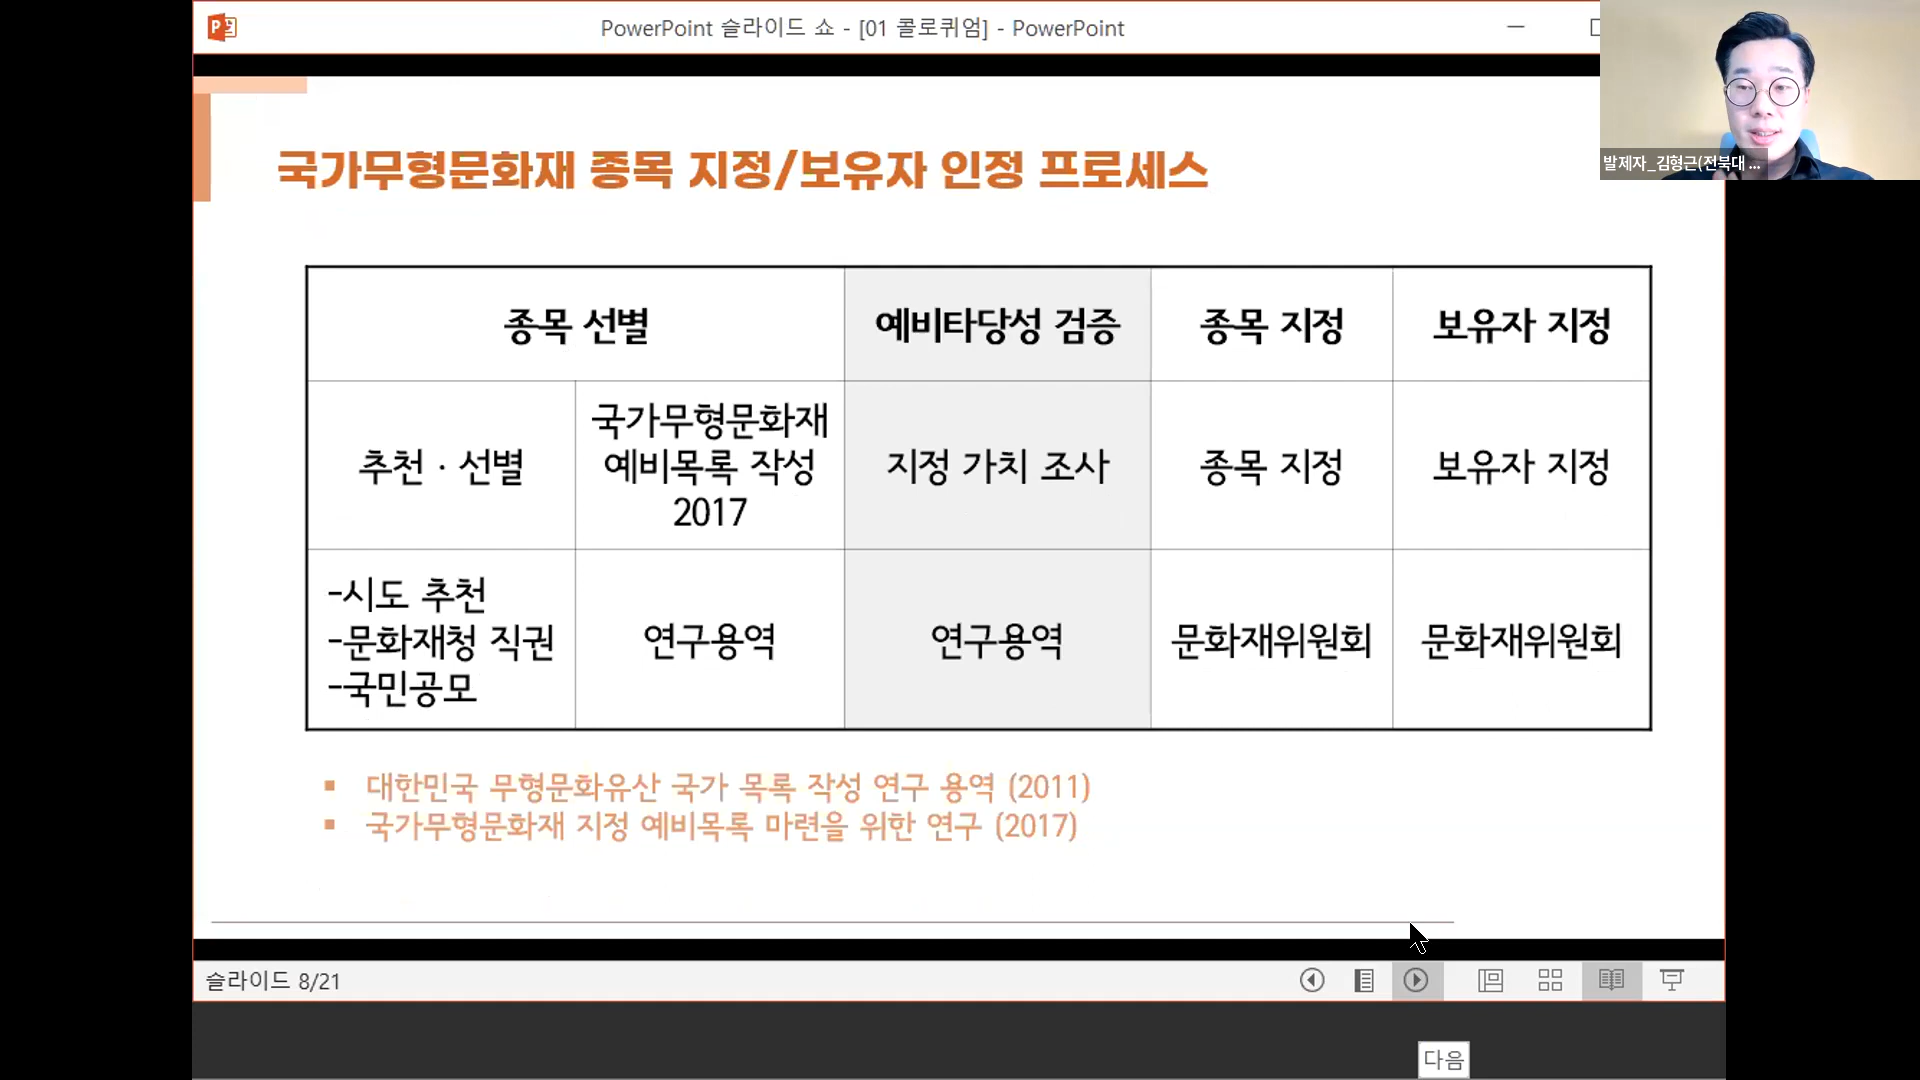 PowerPoint 슬라이드 쇼 - [01 콜로퀴엄] - PowerPoint
발제자_김형근(전북대 ...
국가무형문화재 종목 지정/보유자 인정 프로세스
종목 선별
예비타당성 검증
종목 지정
보유자 지정
추천 · 선별
국가무형문화재
예비목록 작성
2017
지정 가치 조사
종목 지정
보유자 지정
-시도 추천
-문화재청 직권
-국민공모
연구용역
연구용역
문화재위원회
문화재위원회
▪ 대한민국 무형문화유산 국가 목록 작성 연구 용역 (2011)
▪ 국가무형문화재 지정 예비목록 마련을 위한 연구 (2017)
슬라이드 8/21
다음